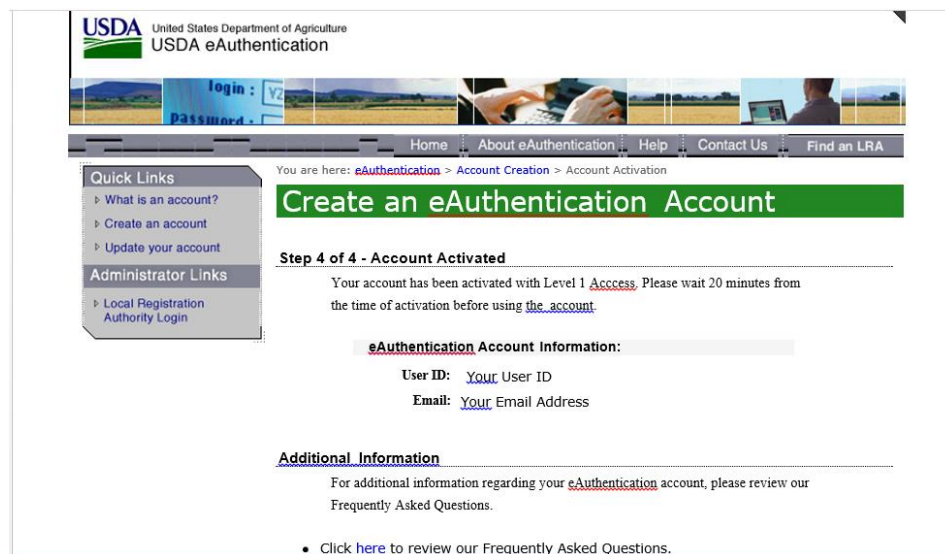 USDA United States Department of Agriculture
USDA eAuthentication
login : YZ
password :
Home About eAuthentication Help Contact Us Find an LRA
Quick Links
What is an account?
Create an account
Update your account
Administrator Links
Local Registration
Authority Login
You are here: eAuthentication > Account Creation > Account Activation
Create an eAuthentication Account
Step 4 of 4 - Account Activated
Your account has been activated with Level 1 Acccess. Please wait 20 minutes from
the time of activation before using the account.
eAuthentication Account Information:
User ID: Your User ID
Email: Your Email Address
Additional Information
For additional information regarding your eAuthentication account, please review our
Frequently Asked Questions.
• Click here to review our Frequently Asked Questions.